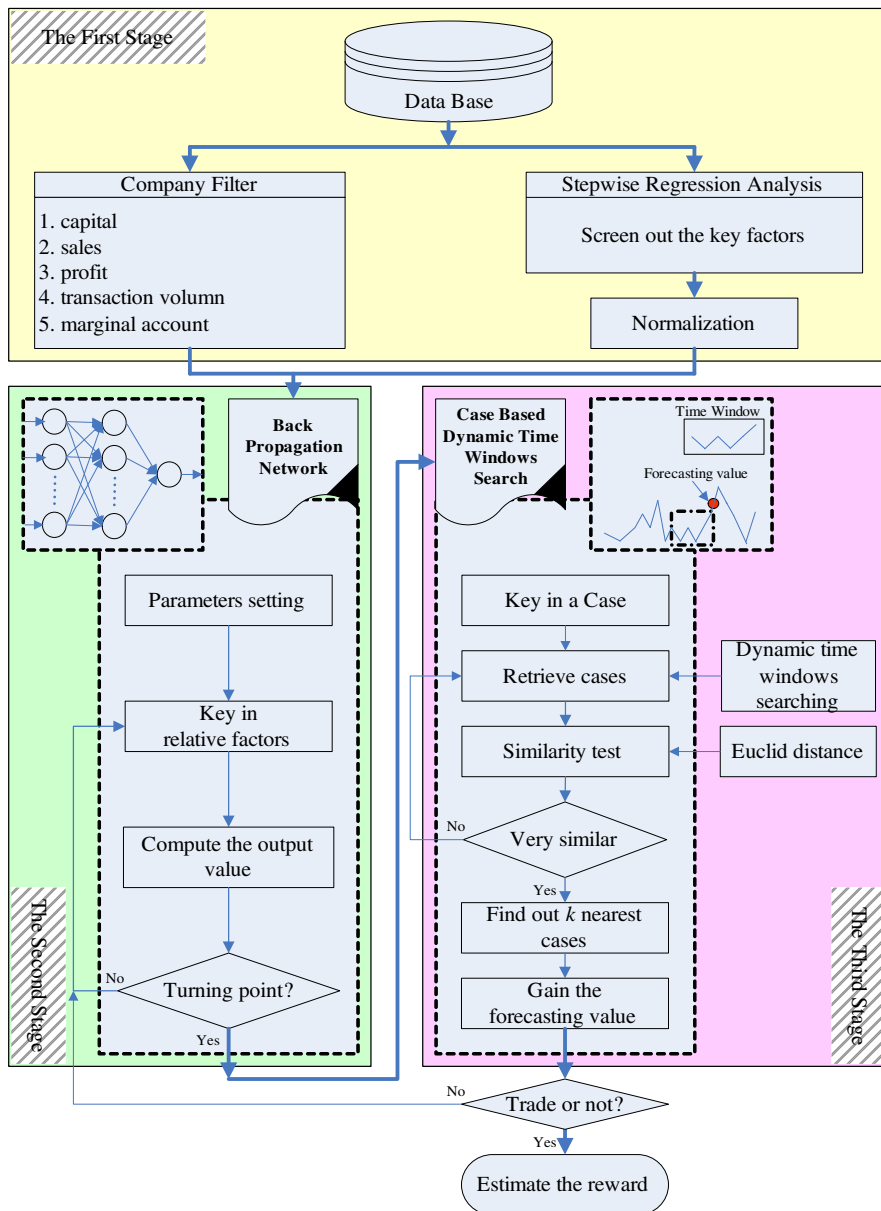 The First Stage
Data Base
Company Filter
1. capital
2. sales
3. profit
4. transaction volumn
5. marginal account
Stepwise Regression Analysis
Screen out the key factors
Normalization
Back
Propagation
Network
Parameters setting
Key in
relative factors
Compute the output
value
Turning point?
No
Yes
The Second Stage
Case Based
Dynamic Time
Windows
Search
Time Window
Forecasting value
Key in a Case
Retrieve cases
Dynamic time
windows
searching
Similarity test
Euclid distance
Very similar
No
Yes
Find out k nearest
cases
Gain the
forecasting value
The Third Stage
Trade or not?
No
Yes
Estimate the reward